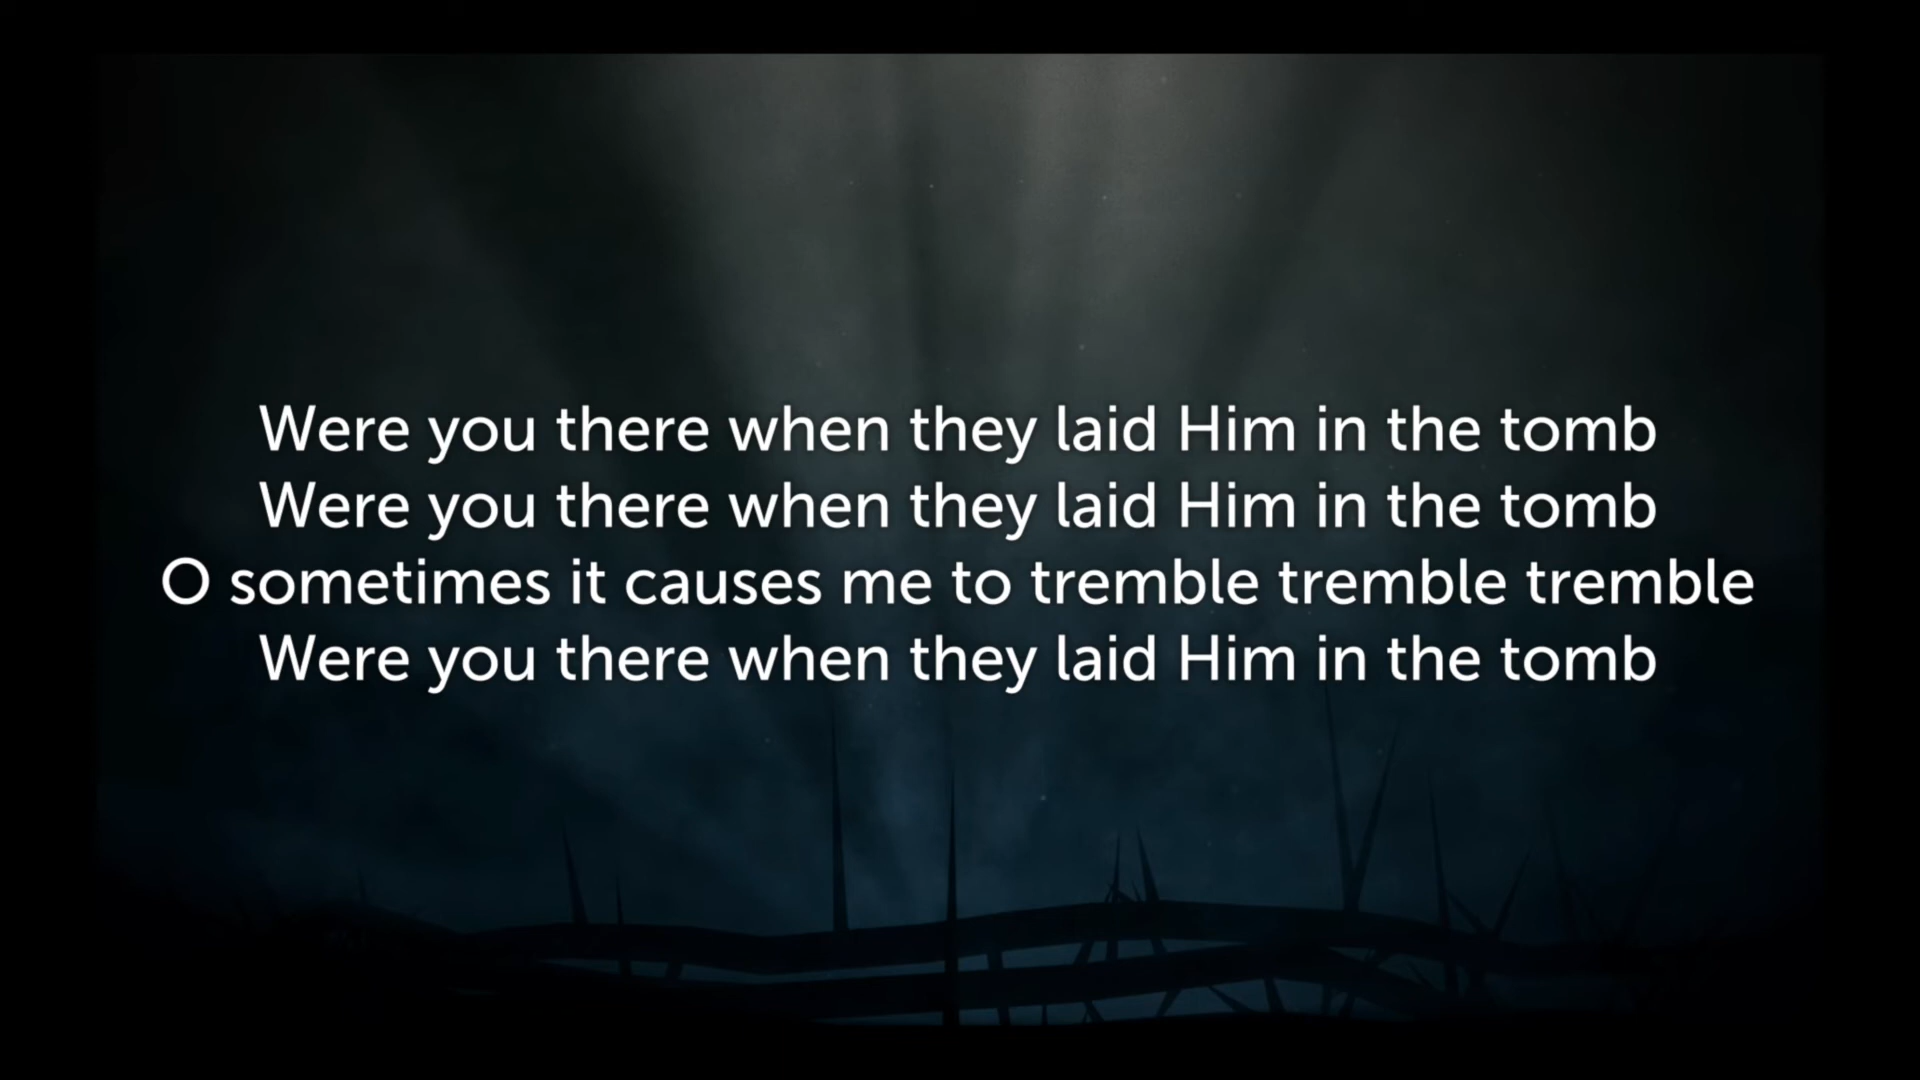 Were you there when they laid Him in the tomb
Were you there when they laid Him in the tomb
O sometimes it causes me to tremble tremble tremble
Were you there when they laid Him in the tomb